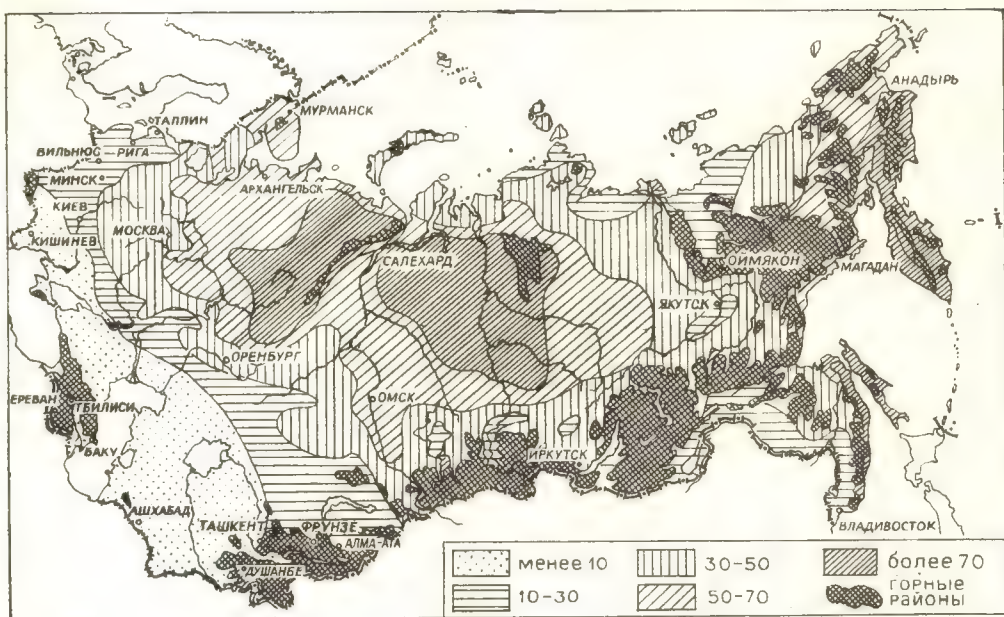 АНАДЫРЬ
МУРМАНСК
ТАЛЛИН
ВИЛЬНЮС РИГА
МИНСК
АРХАНГЕЛЬСК
КИЕВ
МОСКВА
КИШИНЕВ
САЛЕХАРД
ОЙМЯКОН
МАГАДАН
ЯКУТСК
ОРЕНБУРГ
ОМСК
ЕРЕВАН
ТБИЛИСИ
БАКУ
ИРКУТСК
АШХАБАД
ТАШКЕНТ
ФРУНЗЕ
АЛМА-АТА
ВЛАДИВОСТОК
ДУШАНБЕ
менее 10
30-50
более 70
10-30
50-70
горные
районы